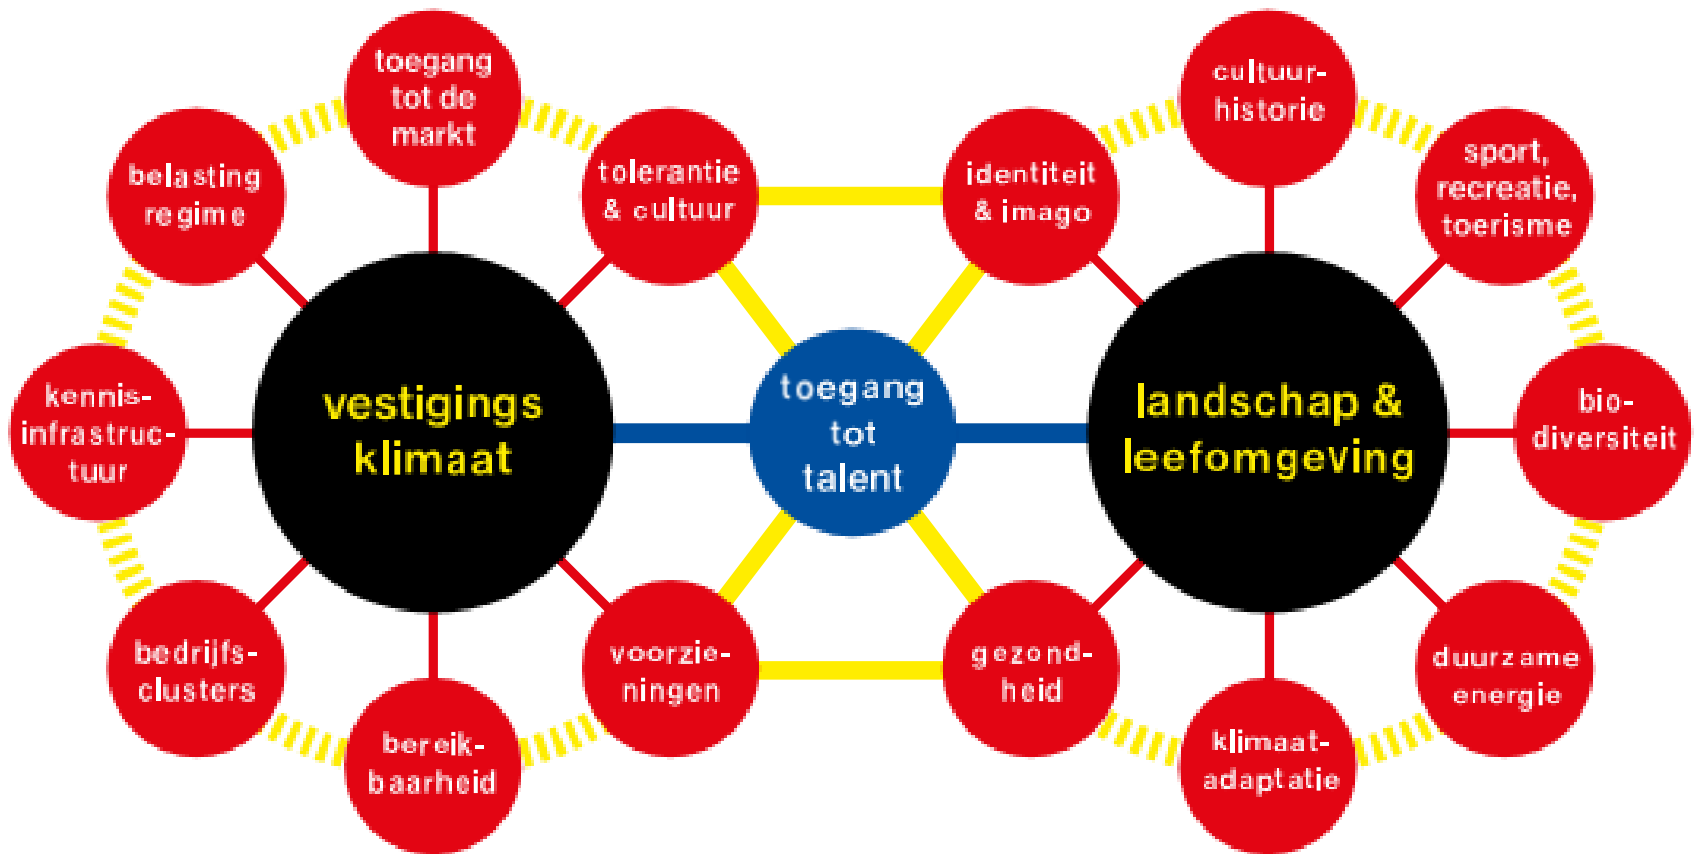 toegang
tot de
markt
belasting
regime
tolerantie
& cultuur
kennis-
infrastruc-
tuur
vestigings
klimaat
bedrijfs-
clusters
bereik-
baarheid
voorzie-
ningen
toegang
tot
talent
identiteit
& imago
cultuur-
historie
sport,
recreatie,
toerisme
landschap &
leefomgeving
bio-
diversiteit
gezond-
heid
klimaat-
adaptatie
duurzame
energie